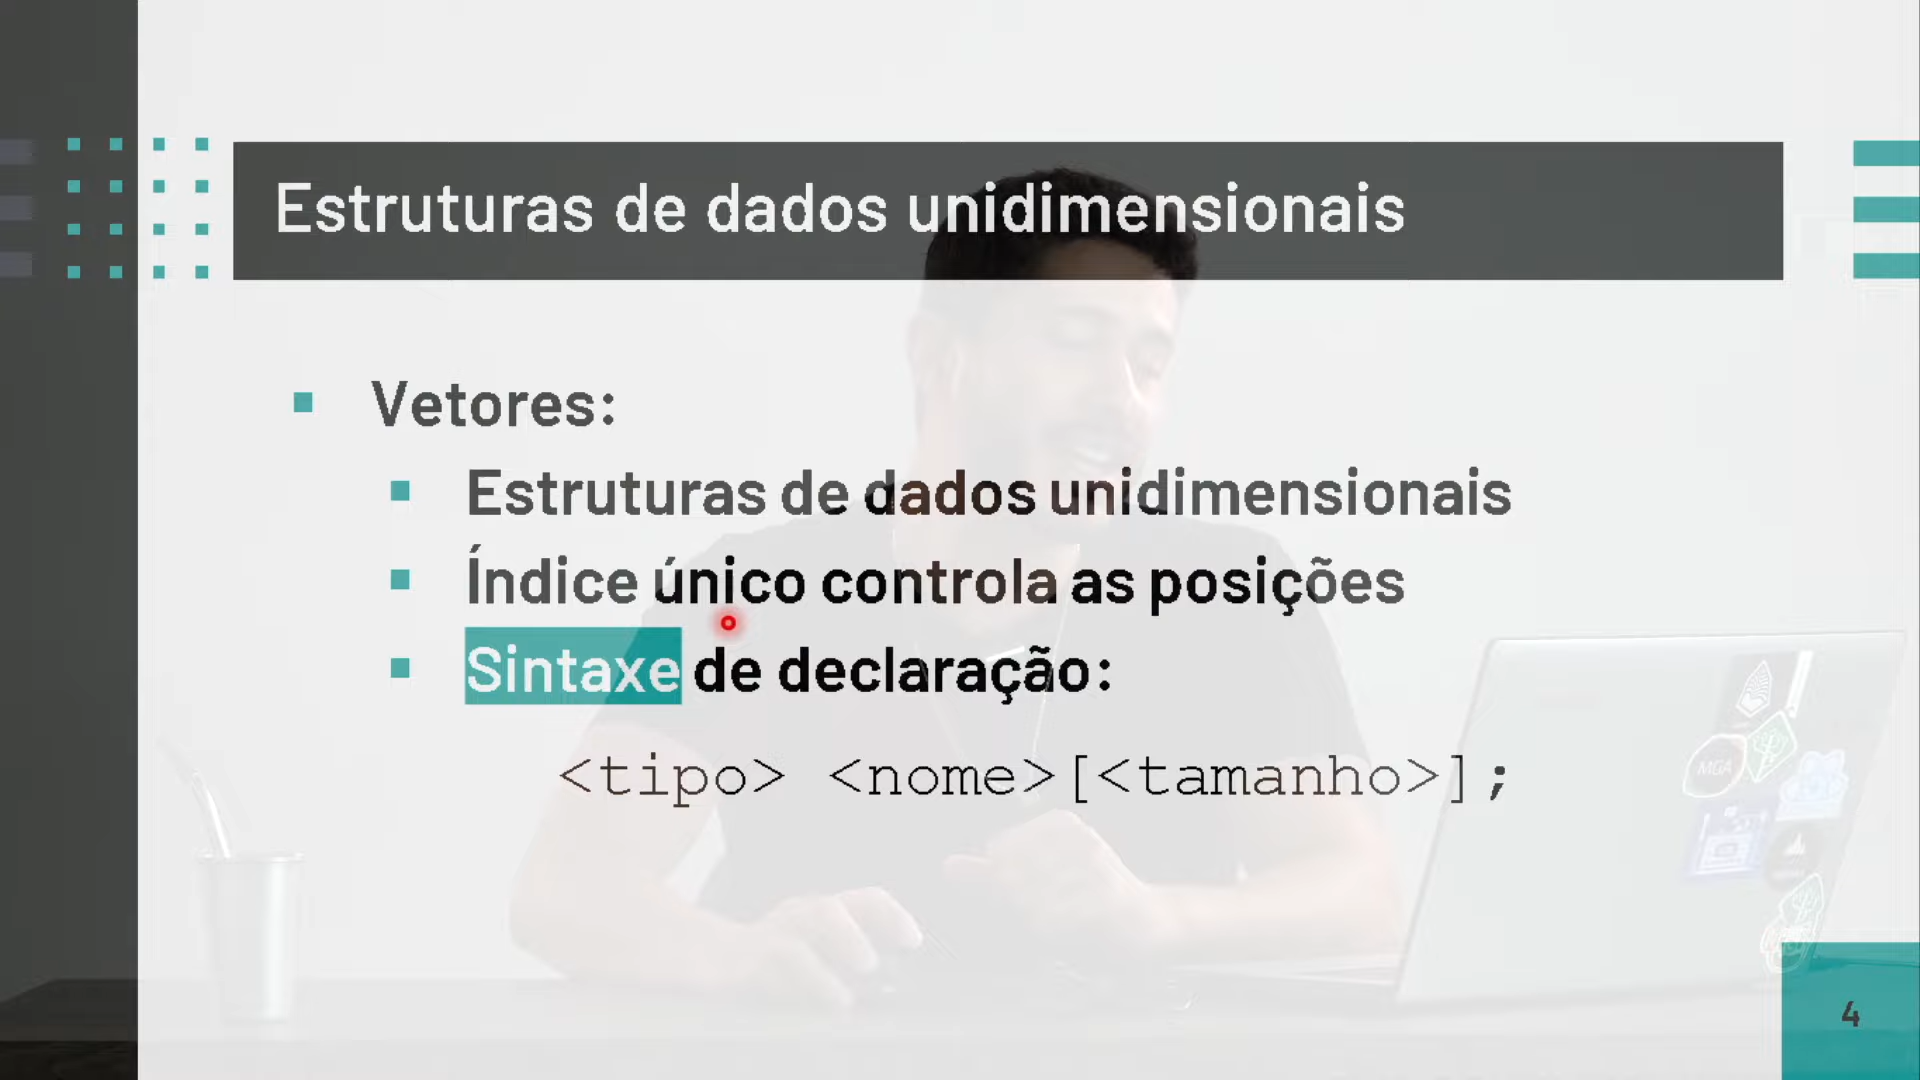 Estruturas de dados unidimensionais
Vetores:
Estruturas de dados unidimensionais
Índice único controla as posições
Sintaxe de declaração:
<tipo> <nome>[<tamanho>];
MGA
4